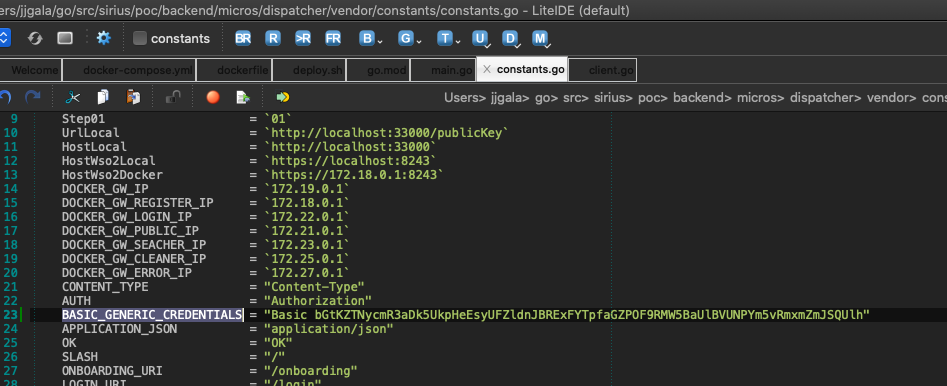 ers/jjgala/go/src/sirius/poc/backend/micros/dispatcher/vendor/constants/constants.go - LiteIDE (default)
constants BR R >R FR B G T U D M
Welcome docker-compose.yml dockerfile deploy.sh go.mod main.go × constants.go client.go
Users> jjgala> go> src> sirius> poc> backend> micros> dispatcher> vendor> cons
9 Step01 = `01`
10 UrlLocal = `http://localhost:33000/publicKey`
11 HostLocal = `http://localhost:33000`
12 HostWso2Local = `https://localhost:8243`
13 HostWso2Docker = `https://172.18.0.1:8243`
14 DOCKER_GW_IP = `172.19.0.1`
15 DOCKER_GW_REGISTER_IP = `172.18.0.1`
16 DOCKER_GW_LOGIN_IP = `172.22.0.1`
17 DOCKER_GW_PUBLIC_IP = `172.21.0.1`
18 DOCKER_GW_SEACHER_IP = `172.23.0.1`
19 DOCKER_GW_CLEANER_IP = `172.25.0.1`
20 DOCKER_GW_ERROR_IP = `172.27.0.1`
21 CONTENT_TYPE = "Content-Type"
22 AUTH = "Authorization"
23 BASIC_GENERIC_CREDENTIALS = "Basic bGtKZTNycmR3aDk5UkpHeEsyUFZldnJBRExFYTpfaGZPOF9RMW5BaUlBVUNPYm5vRmxmZmJSQUlh"
24 APPLICATION_JSON = "application/json"
25 OK = "OK"
26 SLASH = "/"
27 ONBOARDING_URI = "/onboarding"
28 LOGIN_URI = "/login"